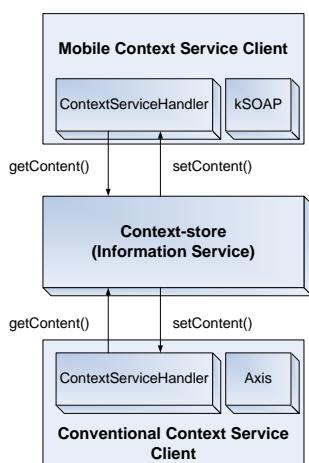 Mobile Context Service Client
ContextServiceHandler
kSOAP
getContent()
setContent()
Context-store
(Information Service)
getContent()
setContent()
ContextServiceHandler
Axis
Conventional Context Service
Client